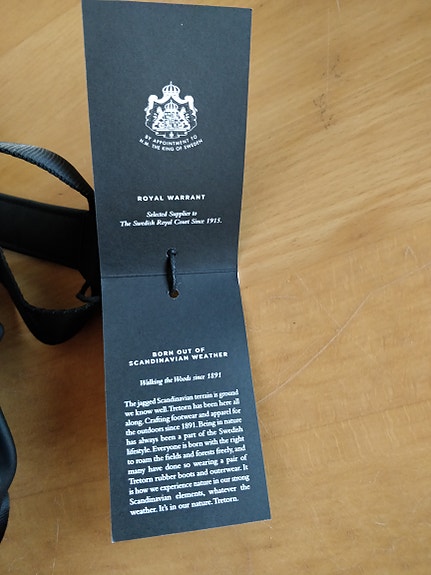 BY APPOINTMENT TO
H.M. THE KING OF SWEDEN
ROYAL WARRANT
Selected Supplier to
The Swedish Royal Court Since 1915.
BORN OUT OF
SCANDINAVIAN WEATHER
Walking the Woods since 1891
The jagged Scandinavian terrain is ground
we know well. Tretorn has been here all
along. Crafting footwear and apparel for
the outdoors since 1891. Being in nature
has always been a part of the Swedish
lifestyle. Everyone is born with the right
to roam the fields and forests freely, and
many have done so wearing a pair of
Tretorn rubber boots and outerwear. It
is how we experience nature in our strong
Scandinavian elements, whatever the
weather. It's in our nature. Tretorn.